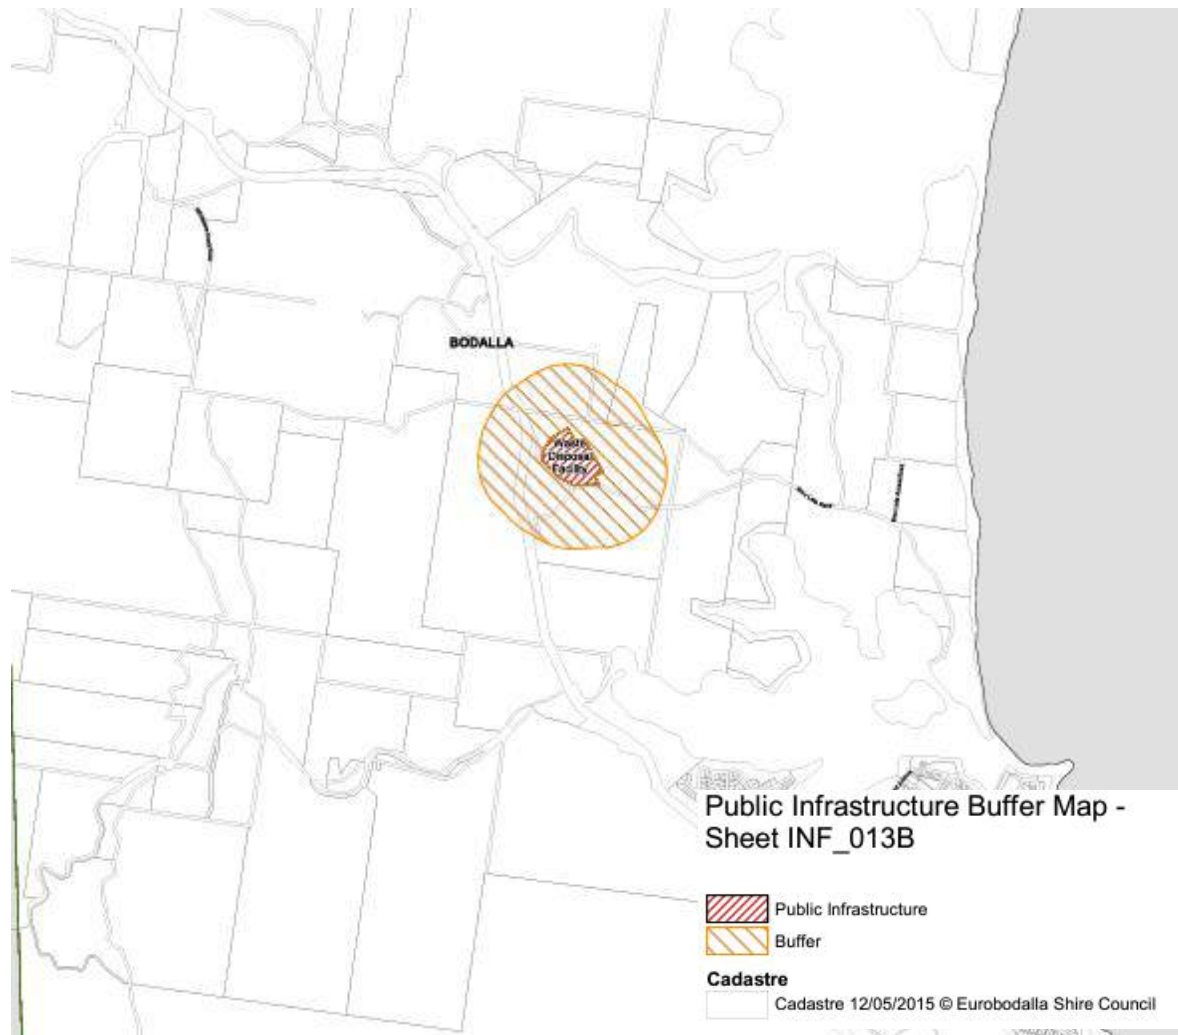 BODALLA
Waste
Disposal
Facility
Public Infrastructure Buffer Map -
Sheet INF_013B
Public Infrastructure
Buffer
Cadastre
Cadastre 12/05/2015 © Eurobodalla Shire Council